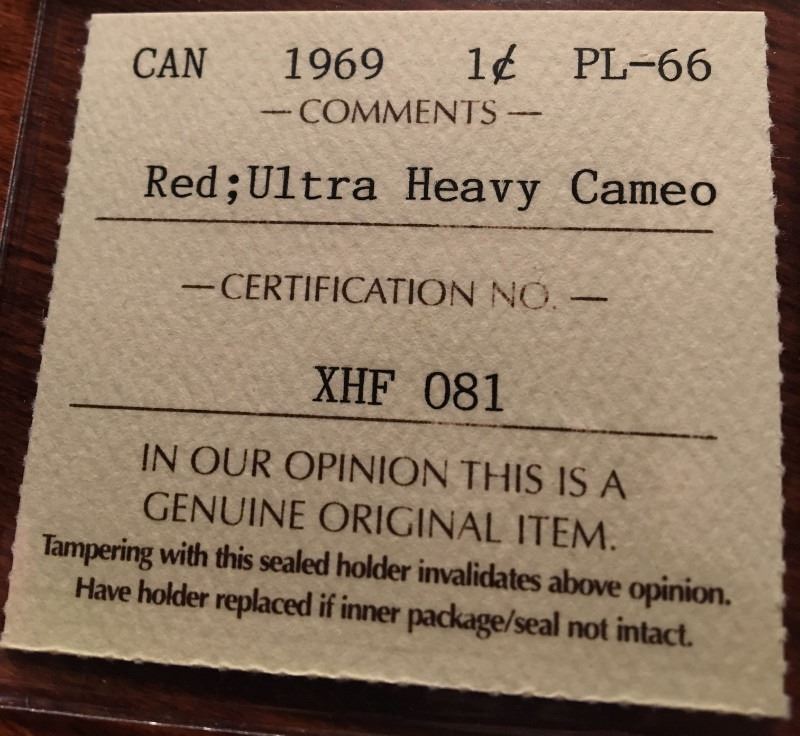 CAN 1969 1¢ PL-66
— COMMENTS —
Red;Ultra Heavy Cameo
— CERTIFICATION NO. —
XHF 081
IN OUR OPINION THIS IS A
GENUINE ORIGINAL ITEM.
Tampering with this sealed holder invalidates above opinion.
Have holder replaced if inner package/seal not intact.